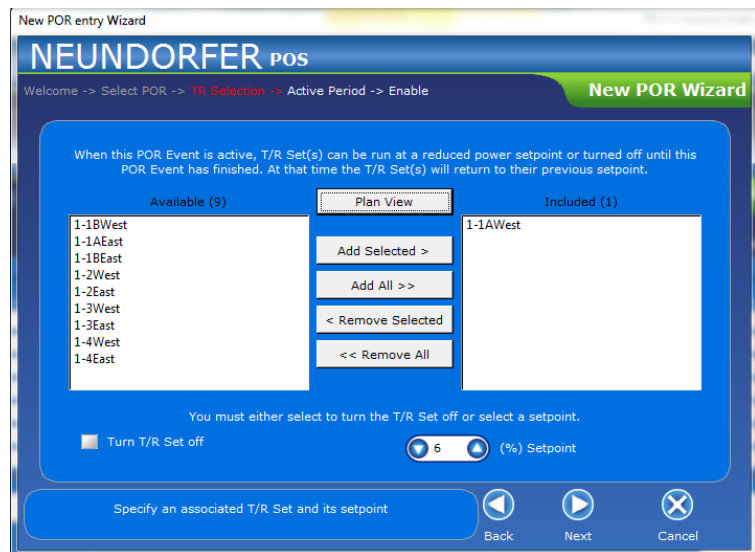 New POR entry Wizard
NEUNDORFER POS
Welcome -> Select POR -> TR Selection -> Active Period -> Enable
New POR Wizard
When this POR Event is active, T/R Set(s) can be run at a reduced power setpoint or turned off until this
POR Event has finished. At that time the T/R Set(s) will return to their previous setpoint.
Available (9)
Plan View
Included (1)
1-1BWest
1-1AEast
1-1BEast
1-2West
1-2East
1-3West
1-3East
1-4West
1-4East
Add Selected >
Add All >>
< Remove Selected
<< Remove All
1-1AWest
You must either select to turn the T/R Set off or select a setpoint.
Turn T/R Set off
6
(%) Setpoint
Specify an associated T/R Set and its setpoint
Back
Next
Cancel